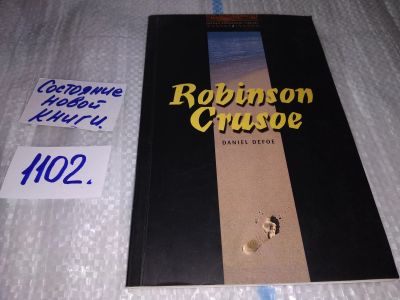 Состояние
новой
книги.
1102.
Robinson
Crusoe
DANIEL DEFOE